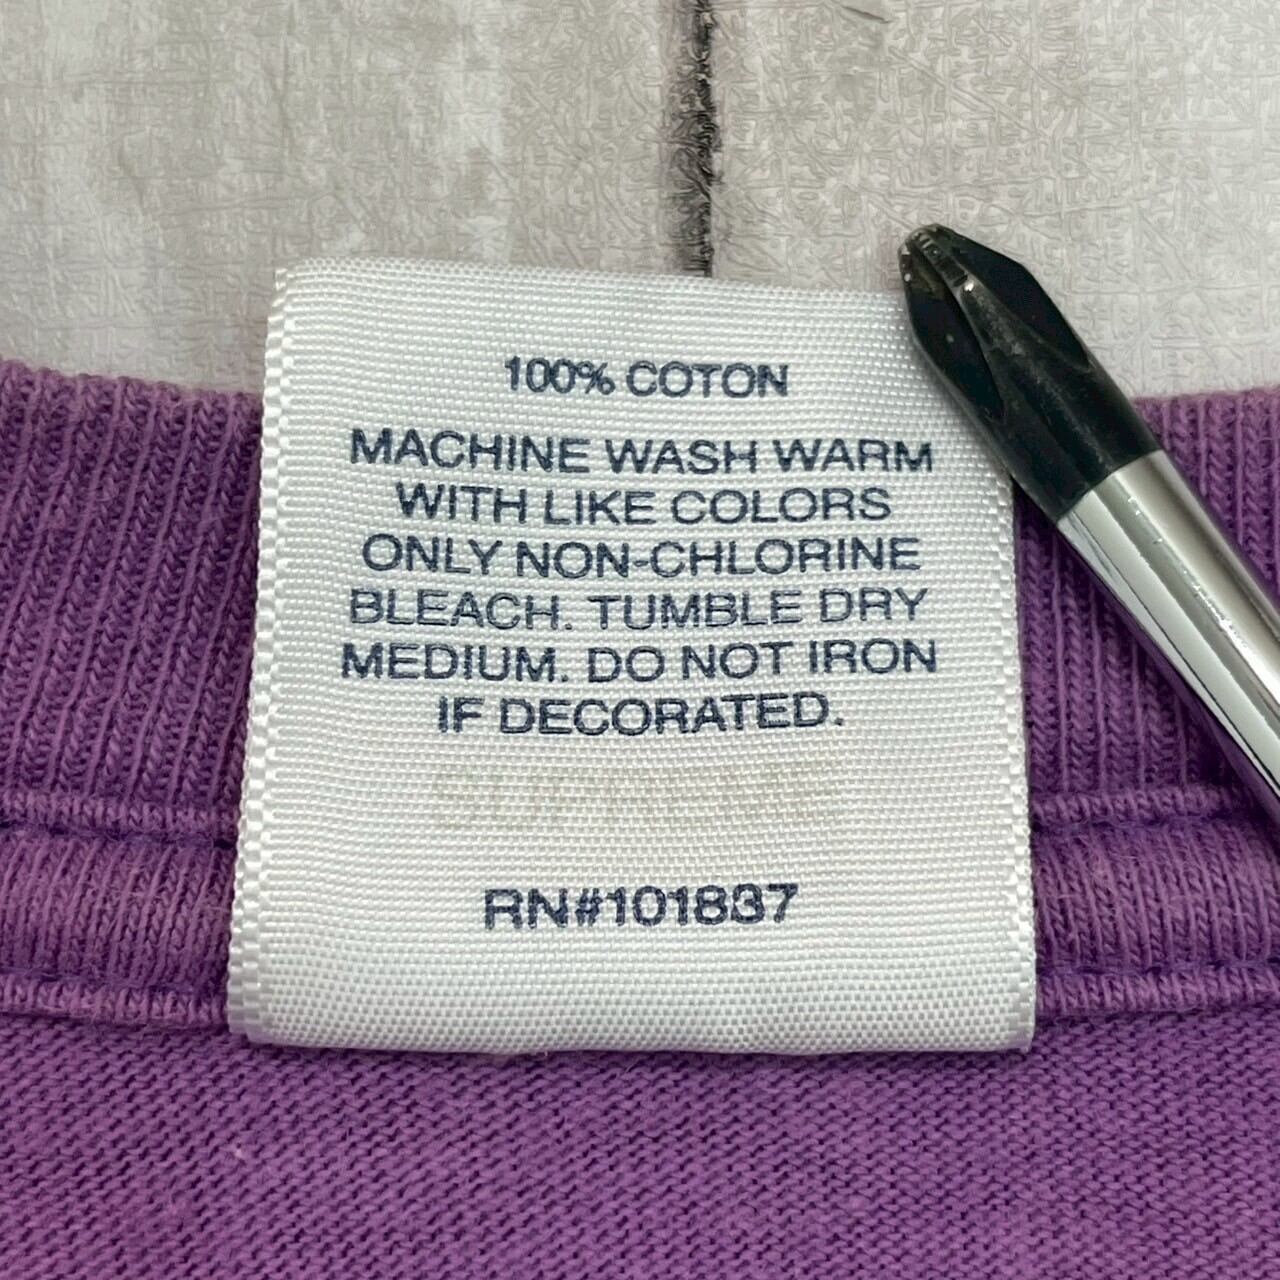 100% COTON
MACHINE WASH WARM
WITH LIKE COLORS
ONLY NON-CHLORINE
BLEACH. TUMBLE DRY
MEDIUM. DO NOT IRON
IF DECORATED.
RN#101837